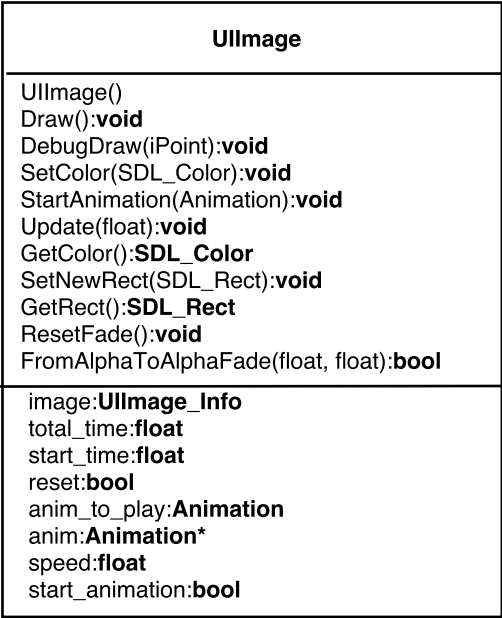 UIImage
UIImage()
Draw():void
DebugDraw(iPoint):void
SetColor(SDL_Color):void
StartAnimation(Animation):void
Update(float):void
GetColor():SDL_Color
SetNewRect(SDL_Rect):void
GetRect():SDL_Rect
ResetFade():void
FromAlphaToAlphaFade(float, float):bool
image:UIImage_Info
total_time:float
start_time:float
reset:bool
anim_to_play:Animation
anim:Animation*
speed:float
start_animation:bool